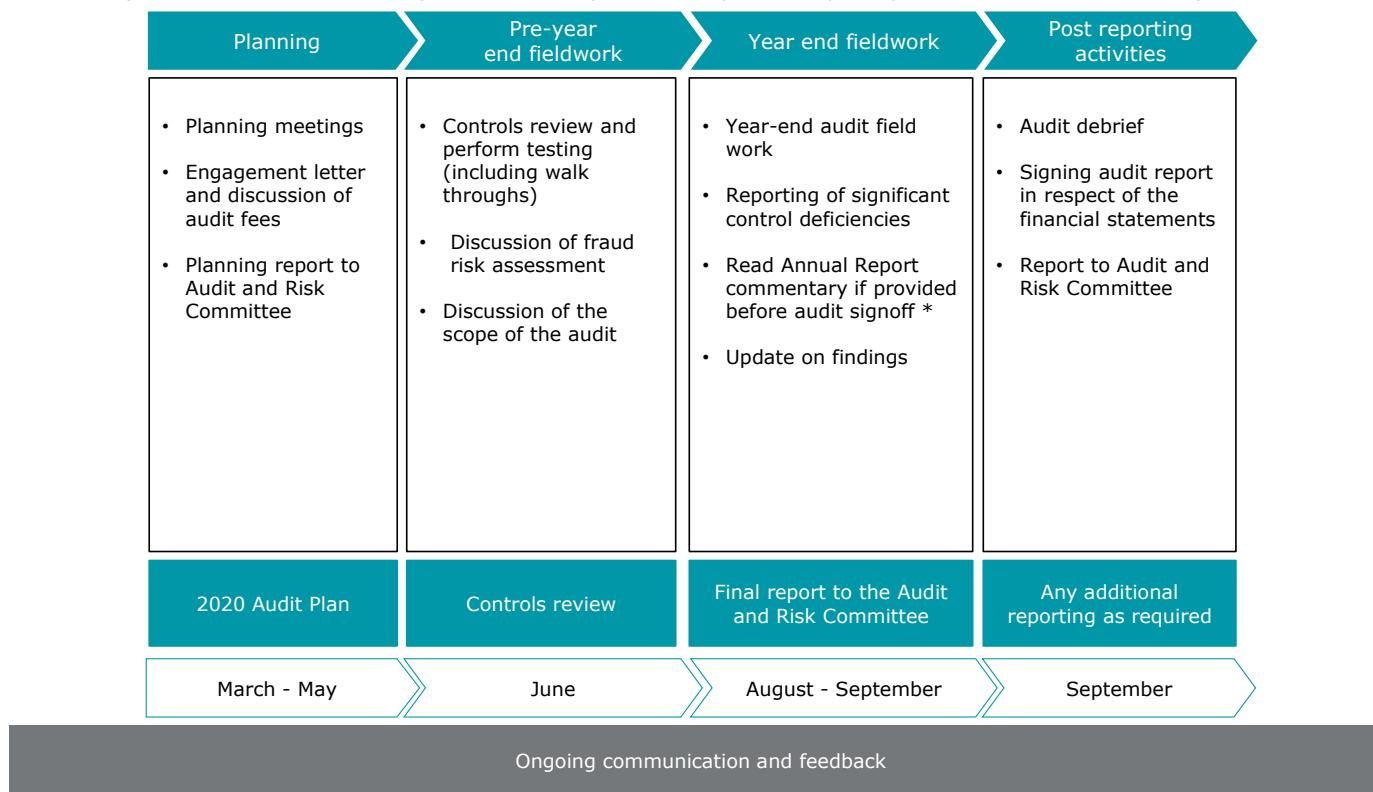 Planning
Pre-year
end fieldwork
Year end fieldwork
Post reporting
activities
• Planning meetings
• Engagement letter
and discussion of
audit fees
• Planning report to
Audit and Risk
Committee
• Controls review and
perform testing
(including walk
throughs)
• Discussion of fraud
risk assessment
• Discussion of the
scope of the audit
• Year-end audit field
work
• Reporting of significant
control deficiencies
• Read Annual Report
commentary if provided
before audit signoff *
• Update on findings
• Audit debrief
• Signing audit report
in respect of the
financial statements
• Report to Audit and
Risk Committee
2020 Audit Plan
Controls review
Final report to the Audit
and Risk Committee
Any additional
reporting as required
March - May
June
August - September
September
Ongoing communication and feedback